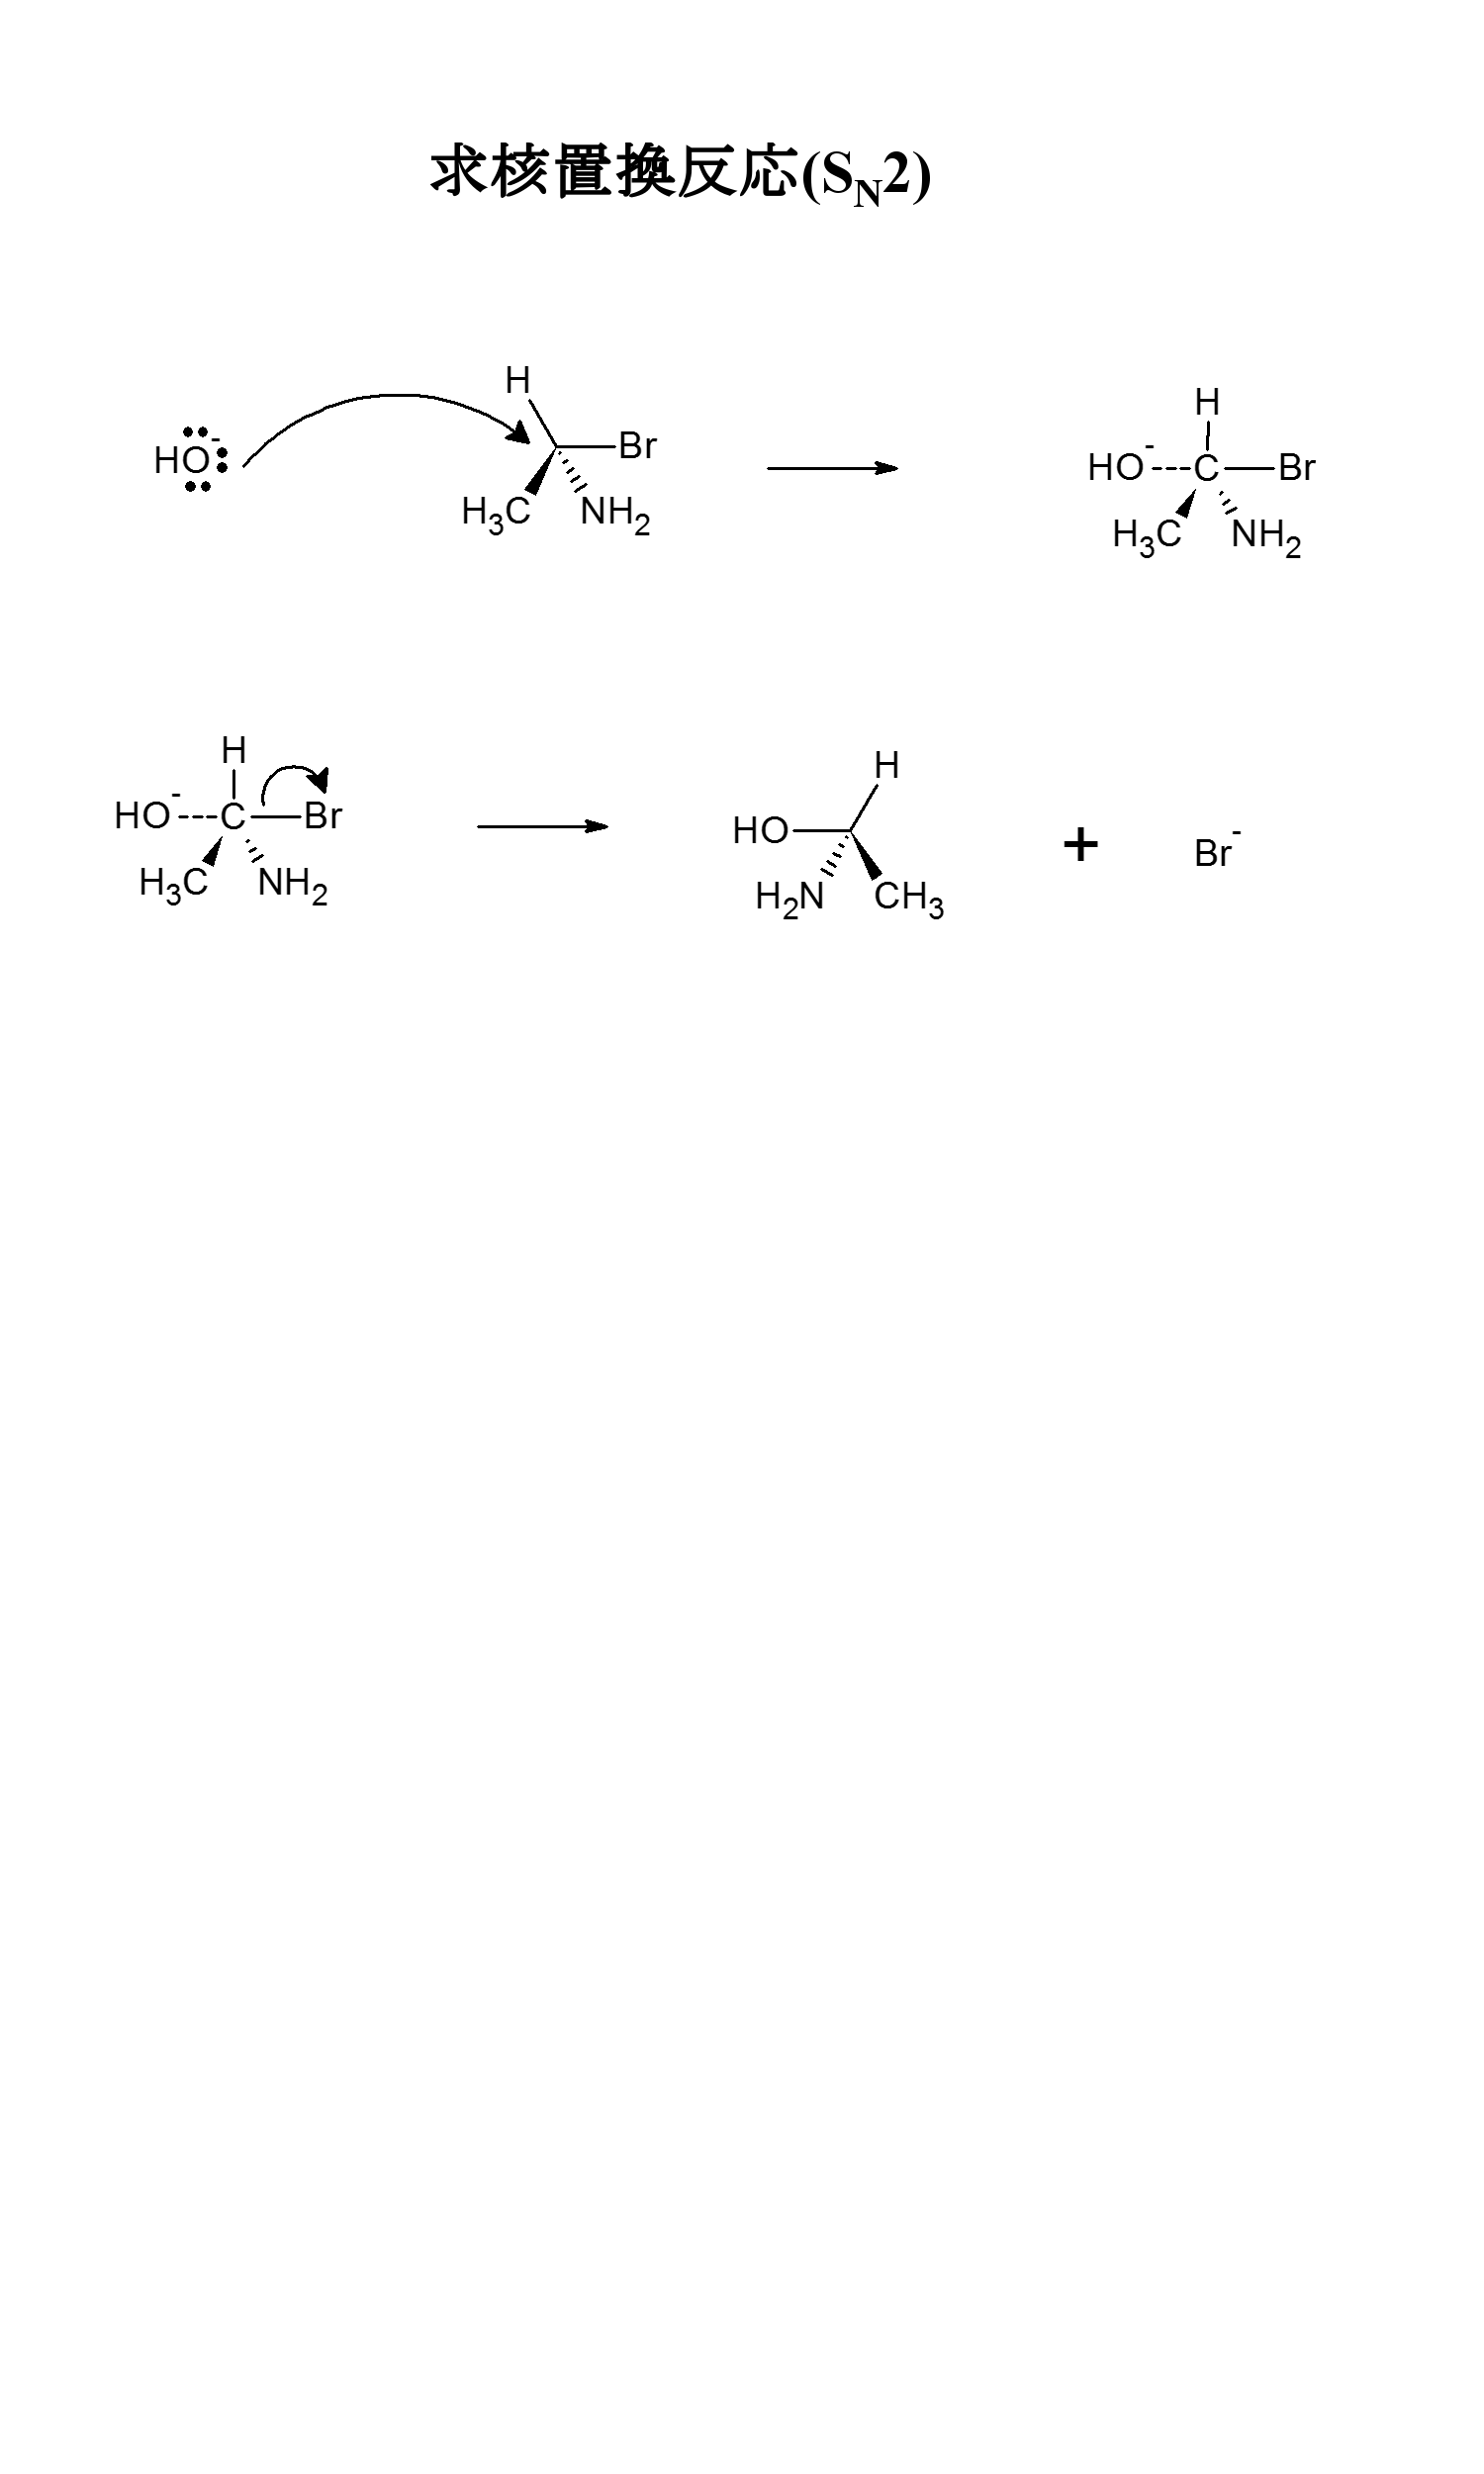 求核置換反応(SN2)
H
HO- Br
H3C NH2
H
HO- C Br
H3C NH2
H
HO- C Br
H3C NH2
H
HO
H2N CH3
+ Br-